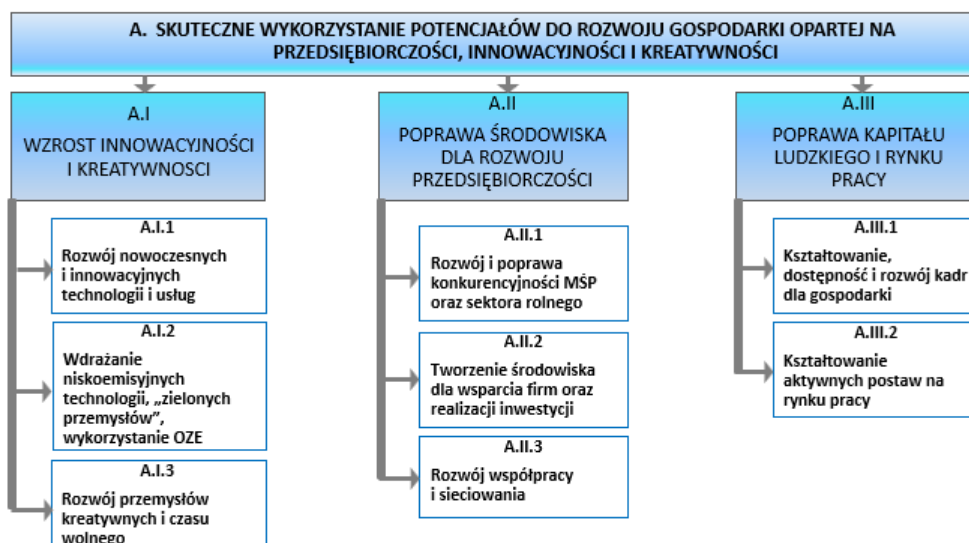 A. SKUTECZNE WYKORZYSTANIE POTENCJAŁÓW DO ROZWOJU GOSPODARKI OPARTEJ NA
PRZEDSIĘBIORCZOŚCI, INNOWACYJNOŚCI I KREATYWNOŚCI
A.I
WZROST INNOWACYJNOŚCI
I KREATYWNOSCI
A.I.1
Rozwój nowoczesnych
i innowacyjnych
technologii i usług
A.I.2
Wdrażanie
niskoemisyjnych
technologii, „zielonych
przemysłów”,
wykorzystanie OZE
A.I.3
Rozwój przemysłów
kreatywnych i czasu
wolnego
A.II
POPRAWA ŚRODOWISKA
DLA ROZWOJU
PRZEDSIĘBIORCZOŚCI
A.II.1
Rozwój i poprawa
konkurencyjności MŚP
oraz sektora rolnego
A.II.2
Tworzenie środowiska
dla wsparcia firm oraz
realizacji inwestycji
A.II.3
Rozwój współpracy
i sieciowania
A.III
POPRAWA KAPITAŁU
LUDZKIEGO I RYNKU
PRACY
A.III.1
Kształtowanie,
dostępność i rozwój kadr
dla gospodarki
A.III.2
Kształtowanie
aktywnych postaw na
rynku pracy